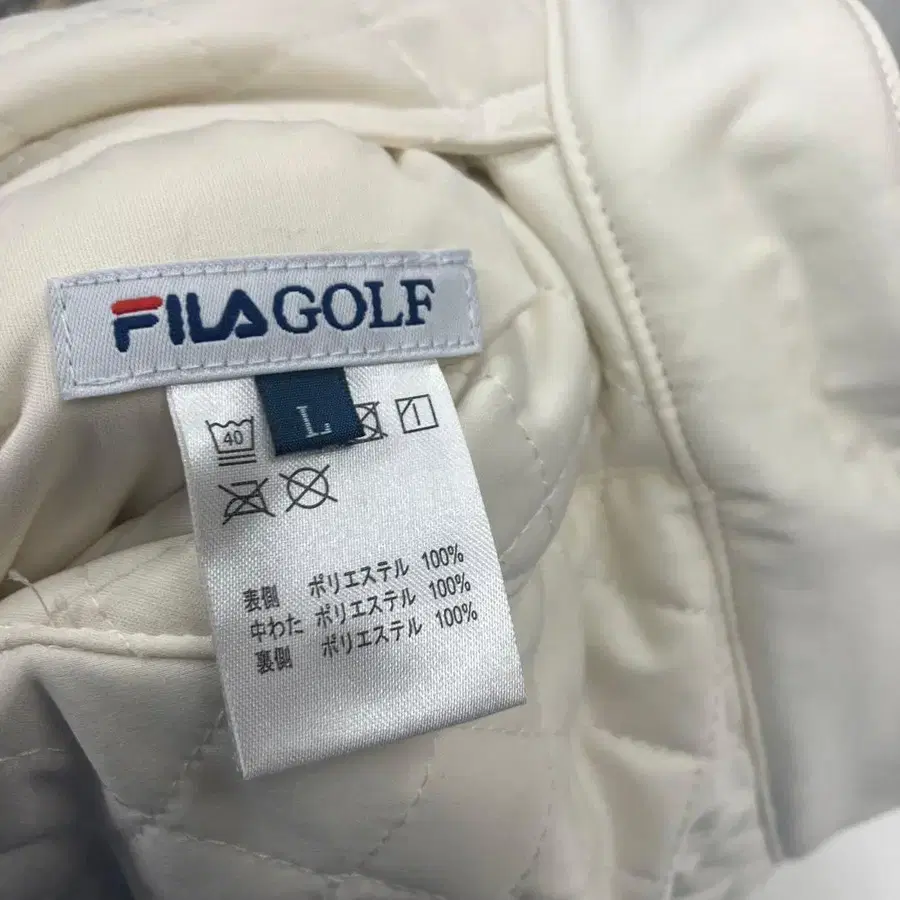 FILA GOLF
L
40
表側 ポリエステル 100%
中わた ポリエステル 100%
裏側 ポリエステル 100%